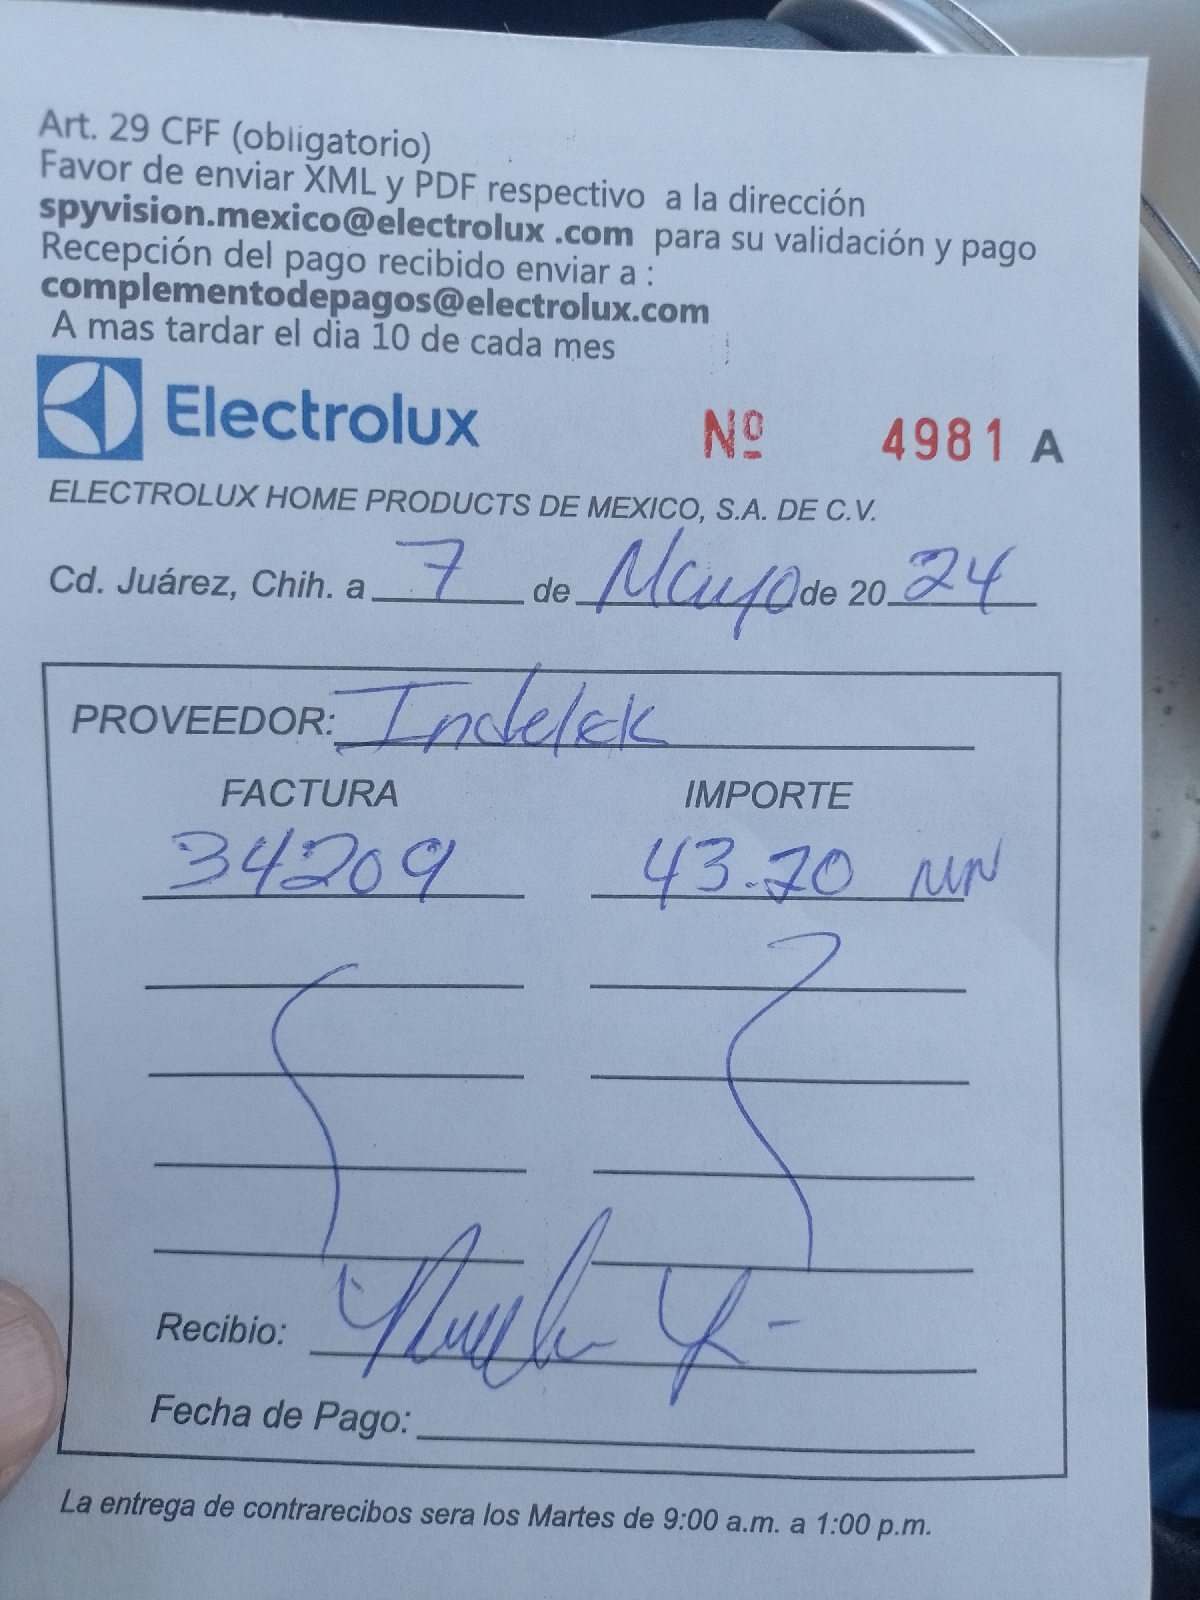 Art. 29 CFF (obligatorio)
Favor de enviar XML y PDF respectivo a la dirección
spyvision.mexico@electrolux .com para su validación y pago
Recepción del pago recibido enviar a :
complementodepagos@electrolux.com
A mas tardar el dia 10 de cada mes
Electrolux Nº 4981 A
ELECTROLUX HOME PRODUCTS DE MEXICO, S.A. DE C.V.
Cd. Juárez, Chih. a 7 de Mayo de 20 24
PROVEEDOR: Indelek
FACTURA IMPORTE
34209 43.70 MN
Recibio:
Fecha de Pago:
La entrega de contrarecibos sera los Martes de 9:00 a.m. a 1:00 p.m.